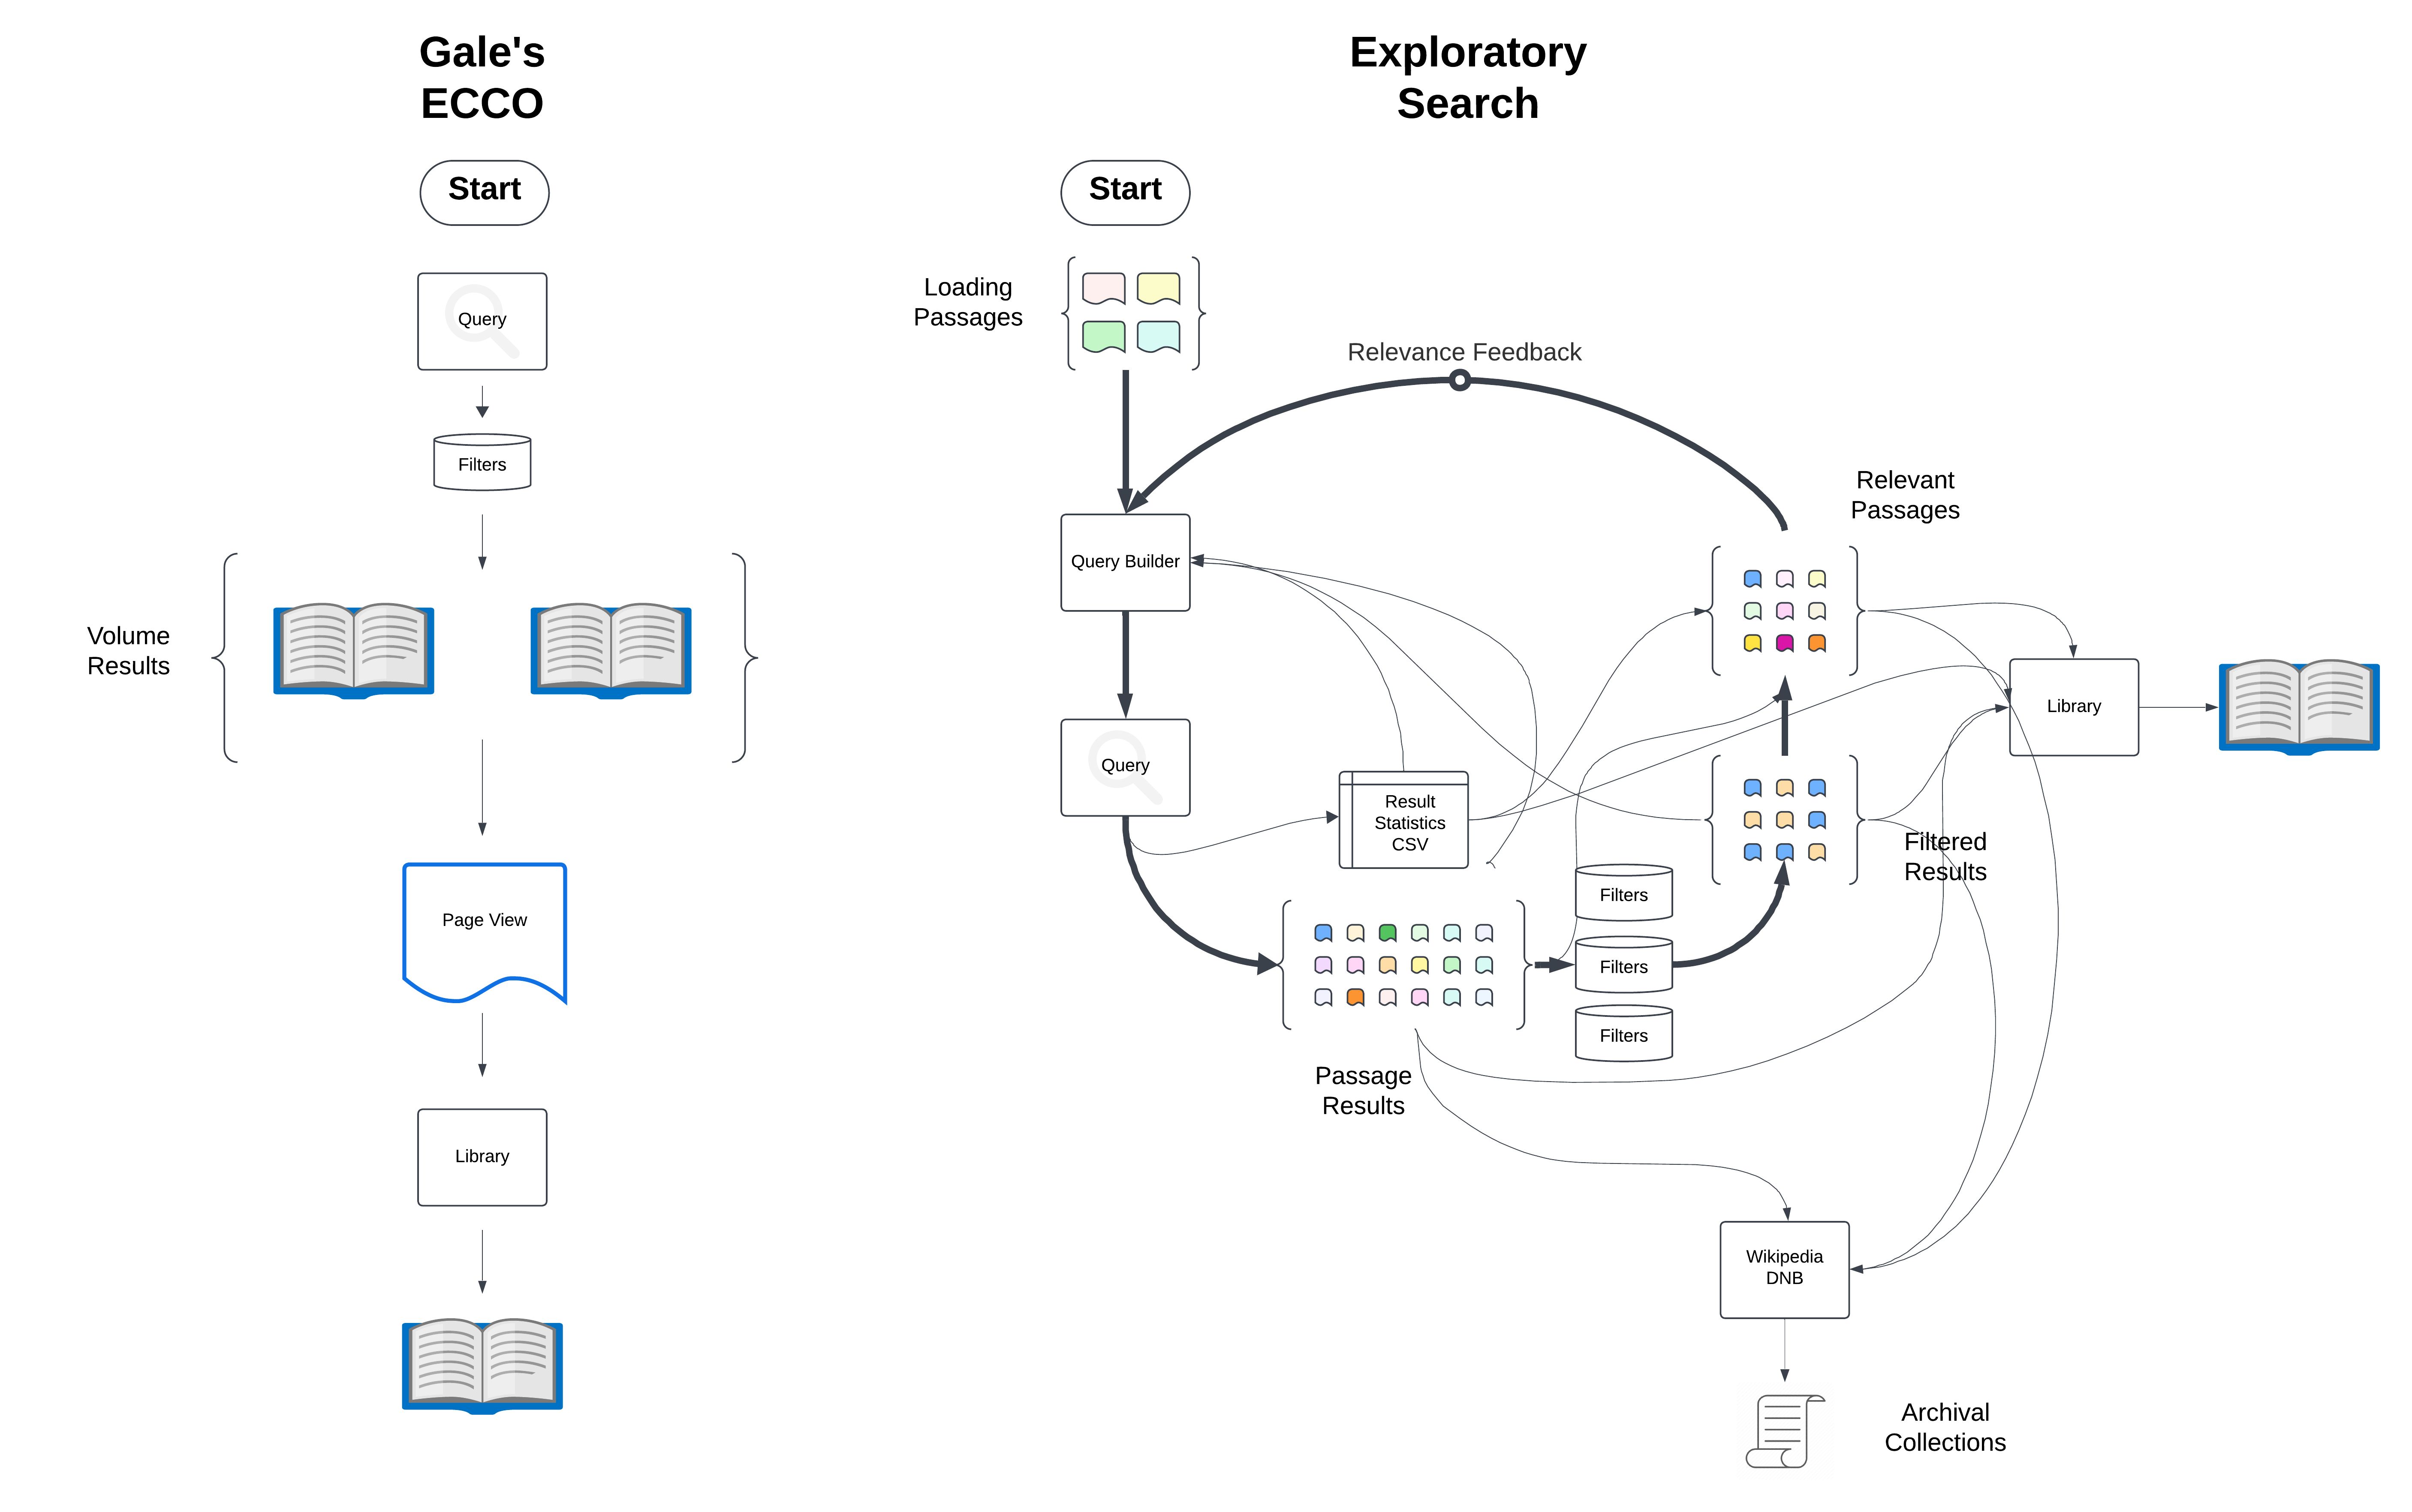 Gale's
ECCO
Start
Query
Filters
Volume
Results
Page View
Library
Exploratory
Search
Start
Loading
Passages
Relevance Feedback
Relevant
Passages
Query Builder
Query
Result
Statistics
CSV
Library
Filtered
Results
Filters
Filters
Filters
Passage
Results
Wikipedia
DNB
Archival
Collections